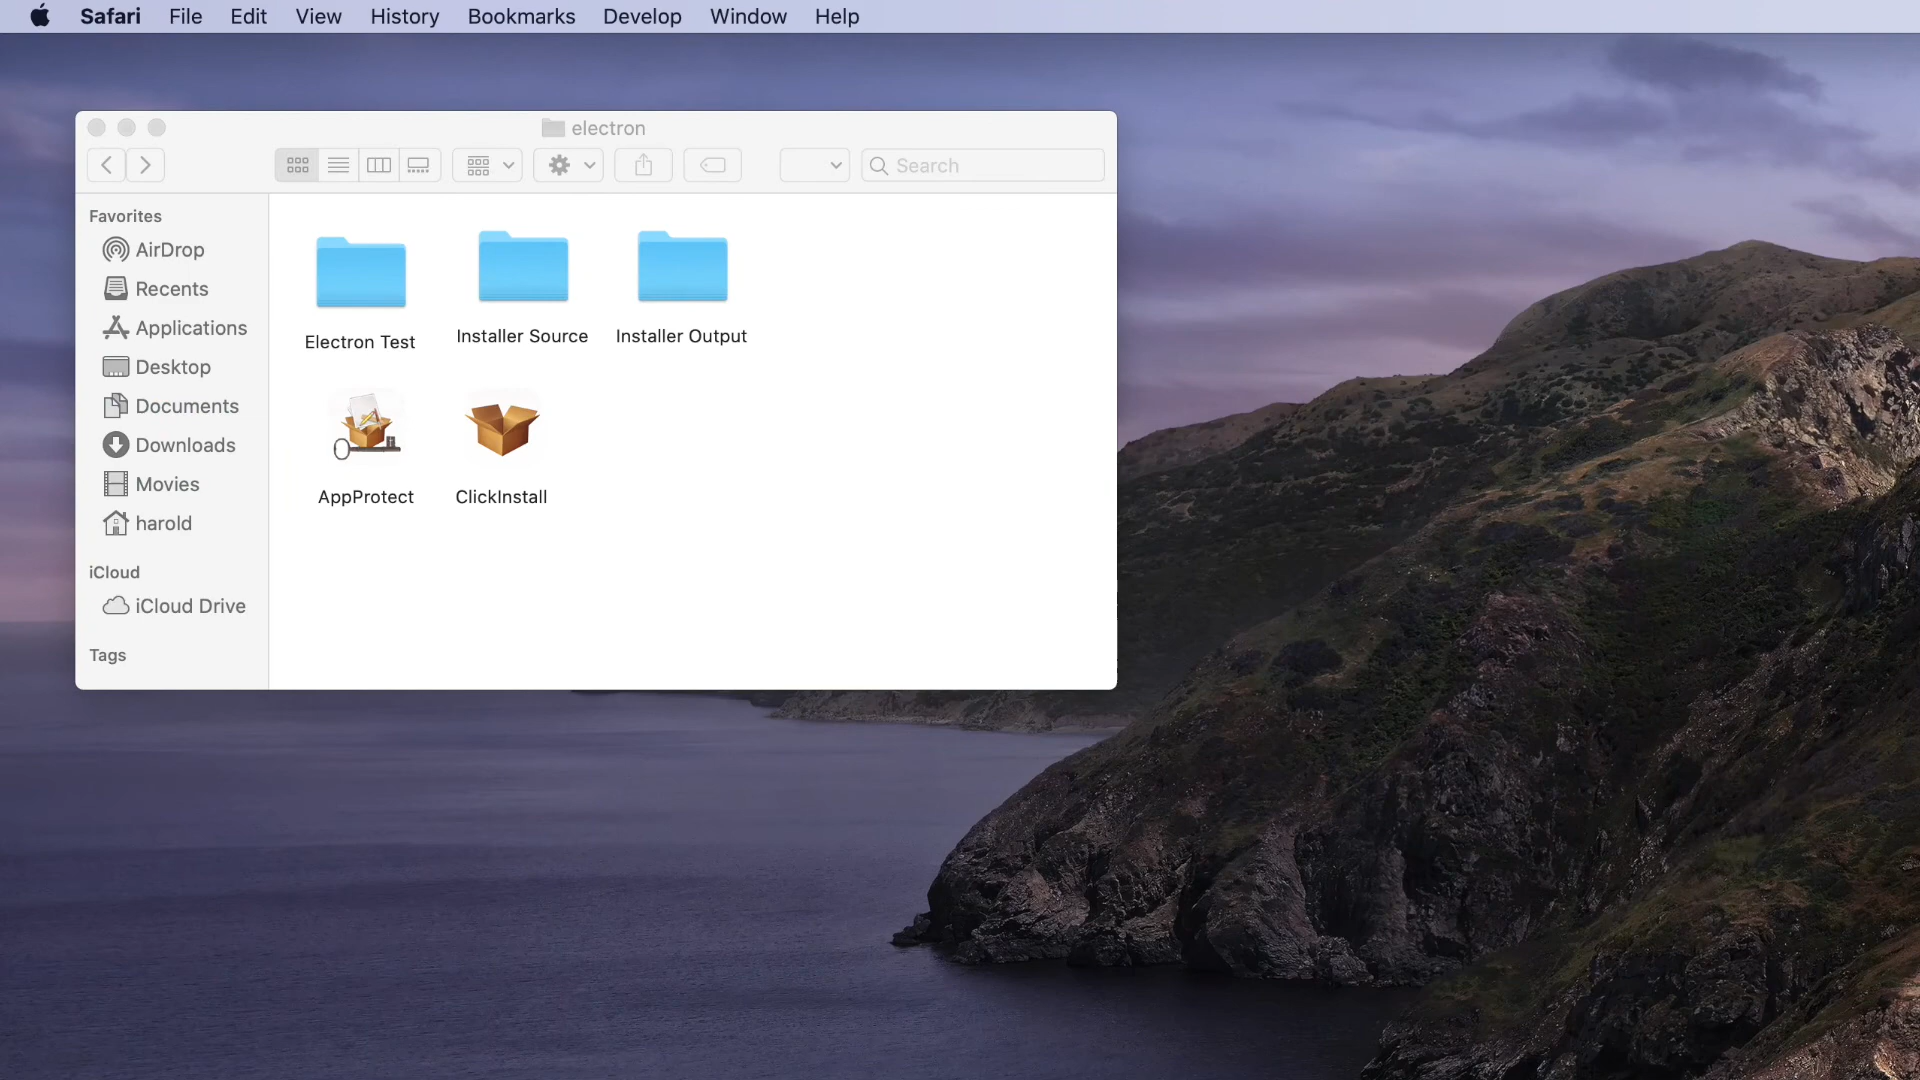 Safari File Edit View History Bookmarks Develop Window Help
electron
Search
Favorites
AirDrop
Recents
Applications
Desktop
Documents
Downloads
Movies
harold
iCloud
iCloud Drive
Tags
Electron Test Installer Source Installer Output
AppProtect ClickInstall